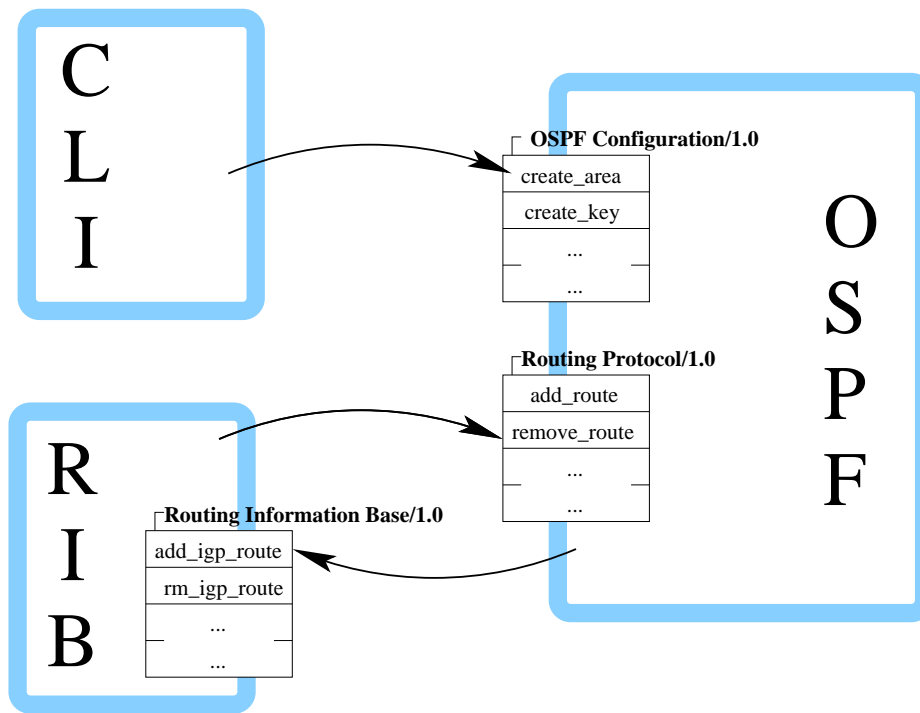 C
L
I
OSPF Configuration/1.0
create_area
create_key
...
...
O
S
P
F
Routing Protocol/1.0
add_route
remove_route
...
...
R
I
B
Routing Information Base/1.0
add_igp_route
rm_igp_route
...
...